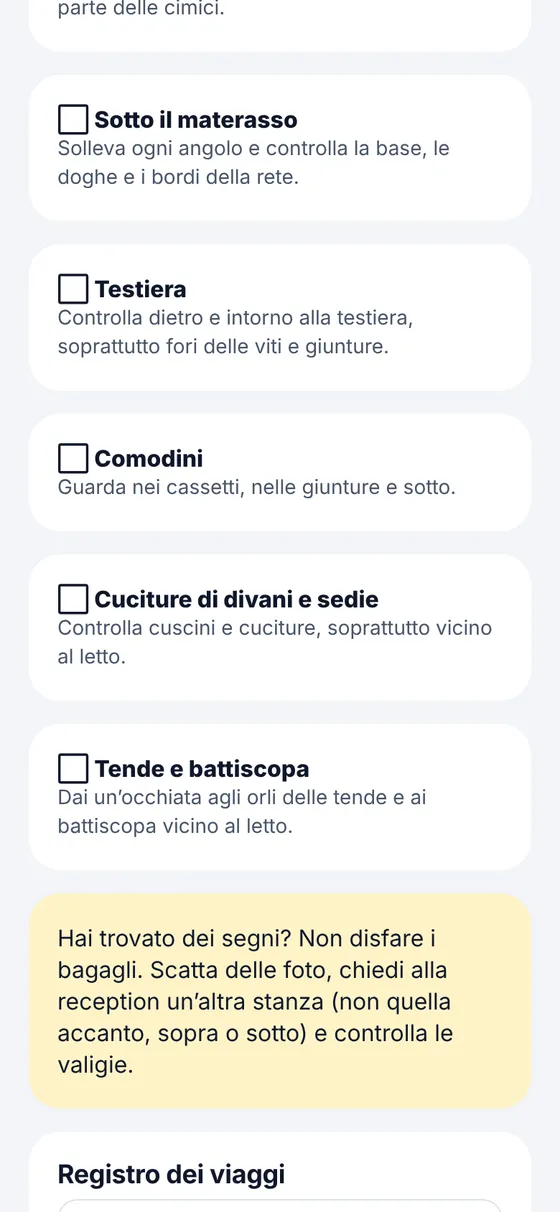 parte delle cimici.
Sotto il materasso
Solleva ogni angolo e controlla la base, le
doghe e i bordi della rete.
Testiera
Controlla dietro e intorno alla testiera,
soprattutto fori delle viti e giunture.
Comodini
Guarda nei cassetti, nelle giunture e sotto.
Cuciture di divani e sedie
Controlla cuscini e cuciture, soprattutto vicino
al letto.
Tende e battiscopa
Dai un’occhiata agli orli delle tende e ai
battiscopa vicino al letto.
Hai trovato dei segni? Non disfare i
bagagli. Scatta delle foto, chiedi alla
reception un’altra stanza (non quella
accanto, sopra o sotto) e controlla le
valigie.
Registro dei viaggi